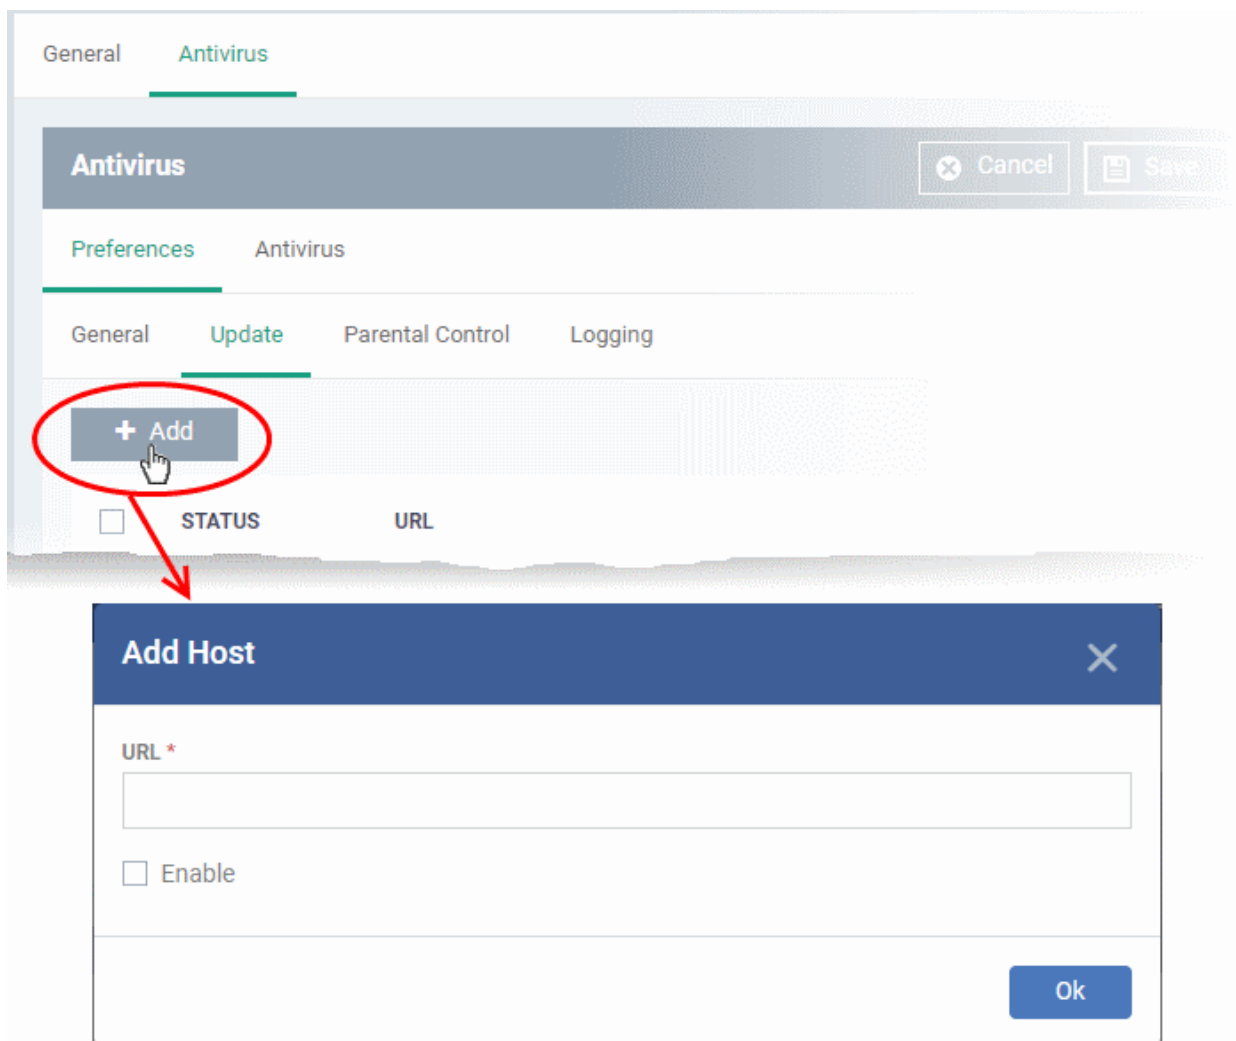 General Antivirus
Antivirus Cancel Save
Preferences Antivirus
General Update Parental Control Logging
+ Add
STATUS URL
Add Host
URL *
Enable
Ok